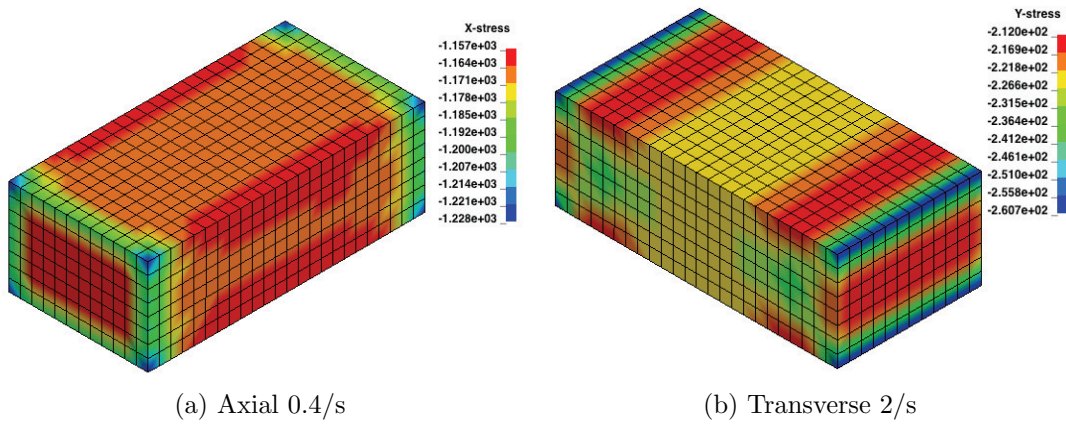 X-stress
-1.157e+03
-1.164e+03
-1.171e+03
-1.178e+03
-1.185e+03
-1.192e+03
-1.200e+03
-1.207e+03
-1.214e+03
-1.221e+03
-1.228e+03
Y-stress
-2.120e+02
-2.169e+02
-2.218e+02
-2.266e+02
-2.315e+02
-2.364e+02
-2.412e+02
-2.461e+02
-2.510e+02
-2.558e+02
-2.607e+02
(a) Axial 0.4/s
(b) Transverse 2/s